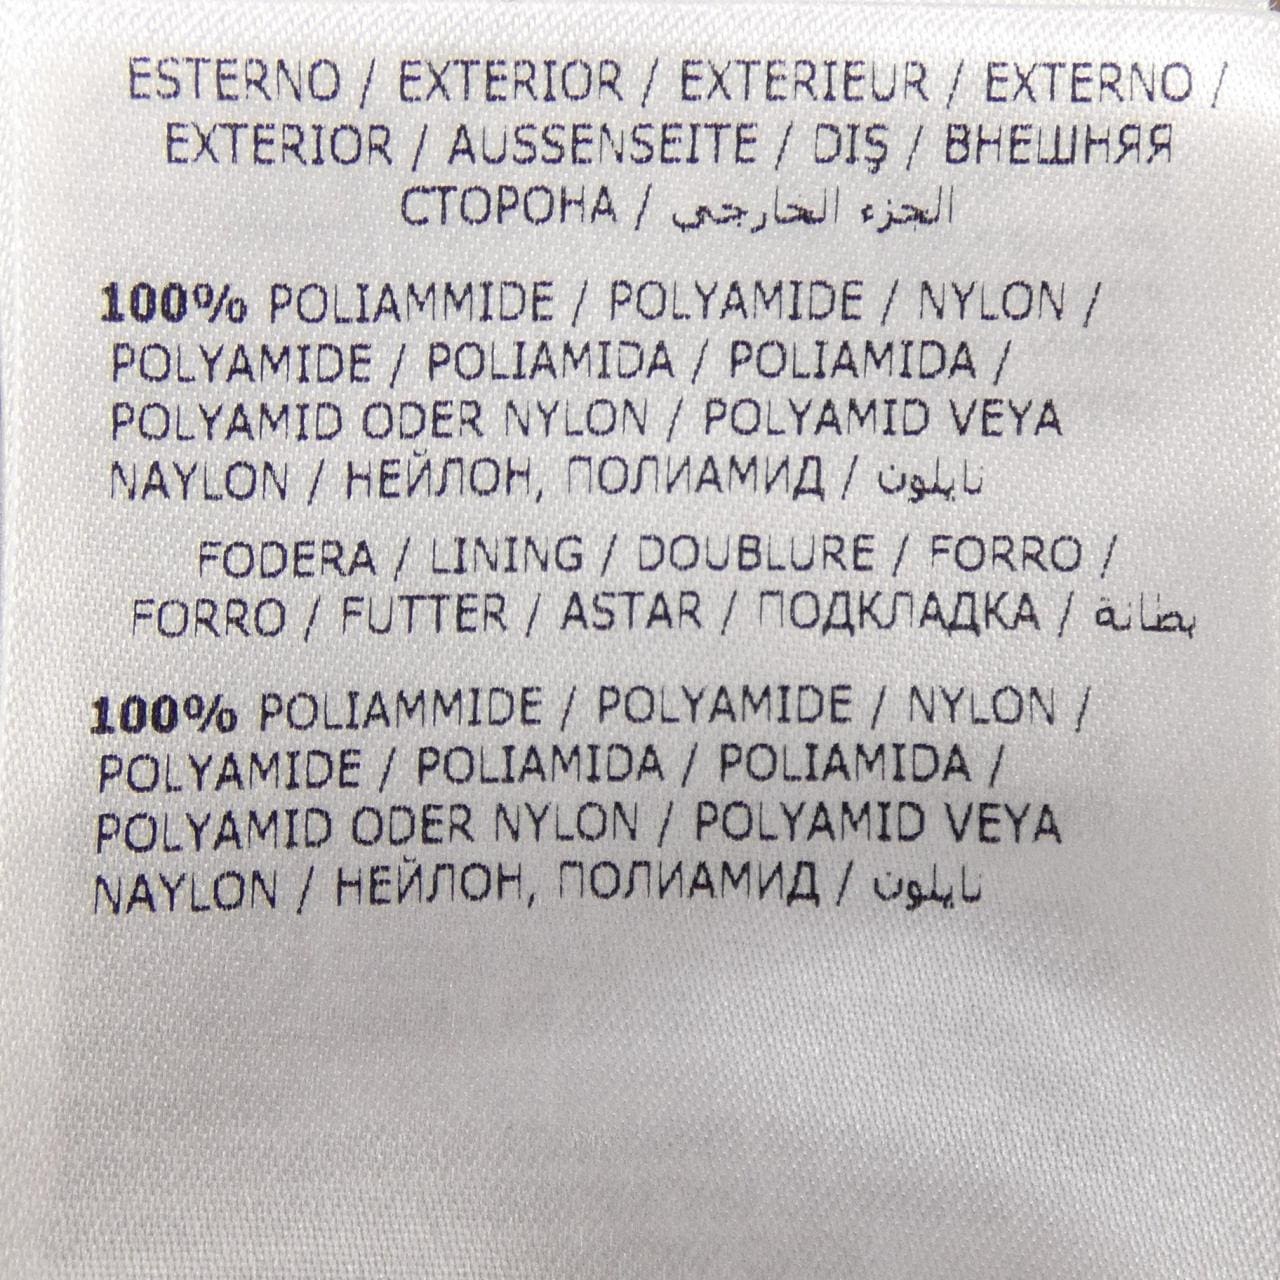 ESTERNO / EXTERIOR / EXTERIEUR / EXTERNO /
EXTERIOR / AUSSENSEITE / DIŞ / ВНЕШНЯЯ
СТОРОНА / الجزء الخارجي
100% POLIAMMIDE / POLYAMIDE / NYLON /
POLYAMIDE / POLIAMIDA / POLIAMIDA /
POLYAMID ODER NYLON / POLYAMID VEYA
NAYLON / НЕЙЛОН, ПОЛИАМИД / نايلون
FODERA / LINING / DOUBLURE / FORRO /
FORRO / FUTTER / ASTAR / ПОДКЛАДКА / بطانة
100% POLIAMMIDE / POLYAMIDE / NYLON /
POLYAMIDE / POLIAMIDA / POLIAMIDA /
POLYAMID ODER NYLON / POLYAMID VEYA
NAYLON / НЕЙЛОН, ПОЛИАМИД / نايلون